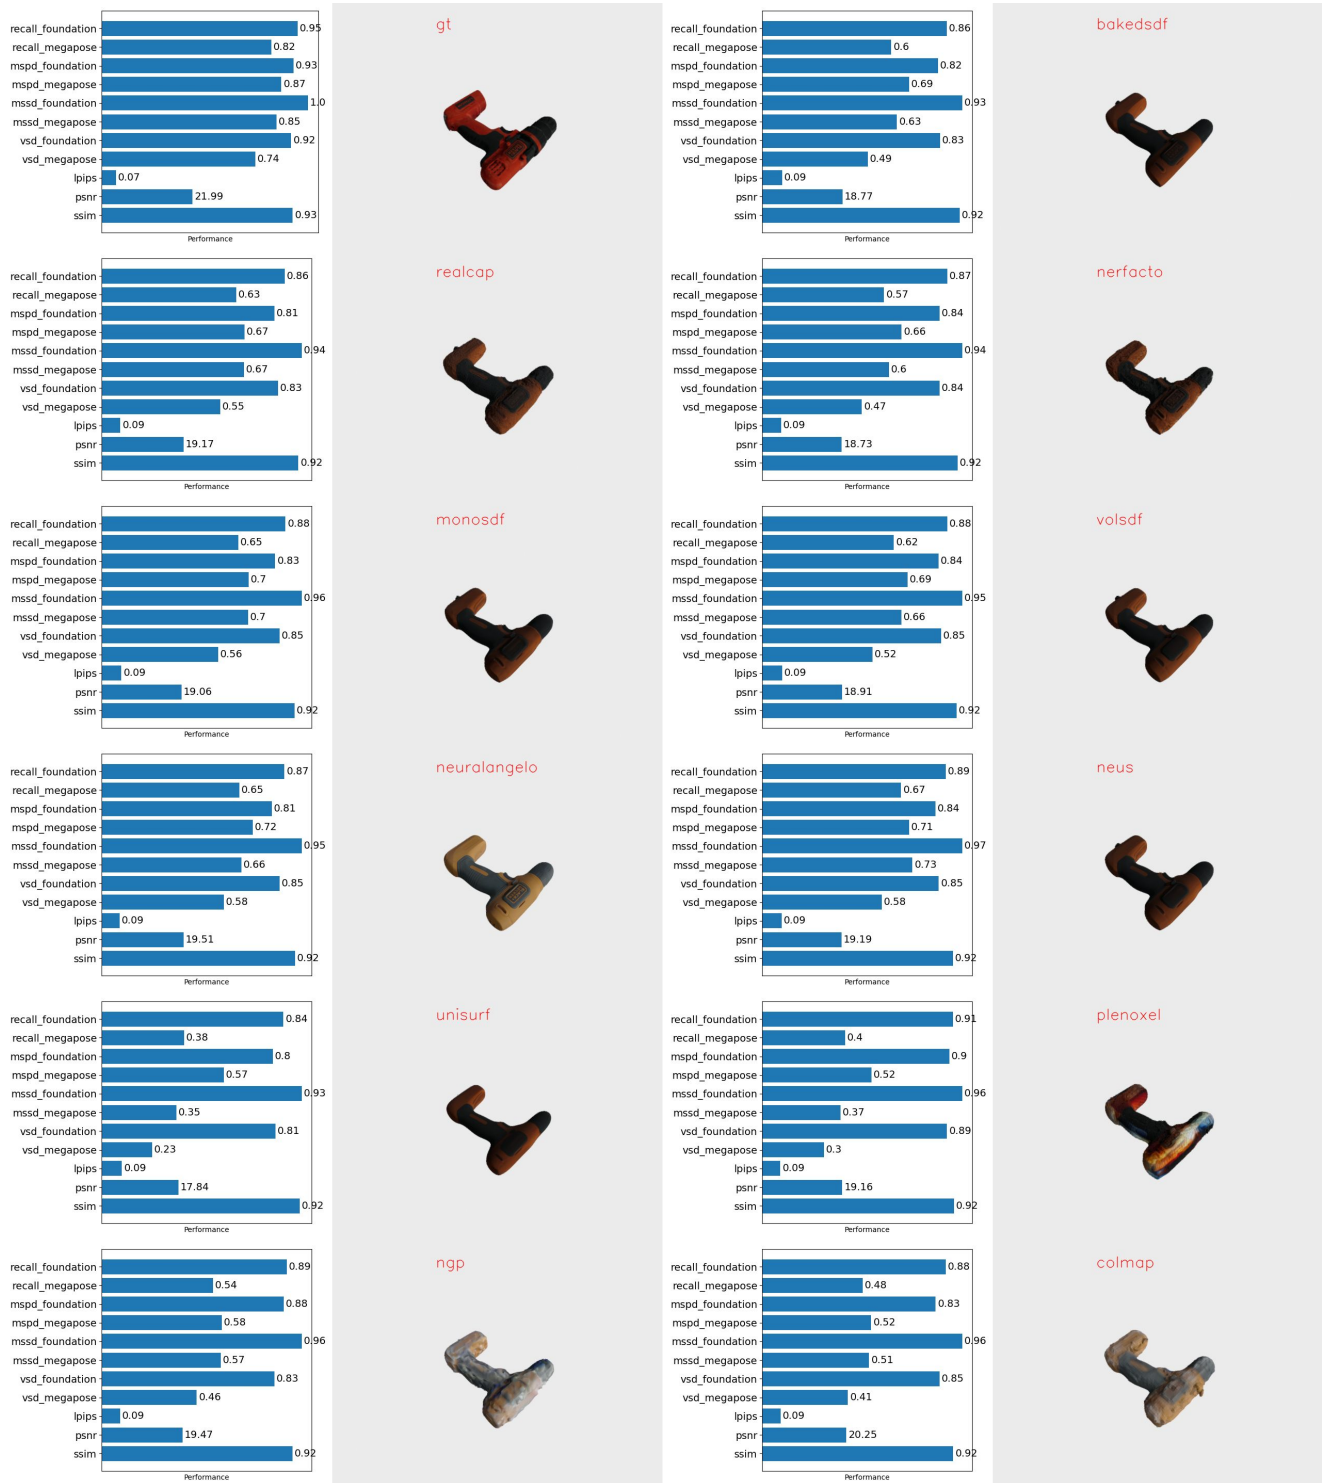 recall_foundation 0.95
recall_megapose 0.82
mspd_foundation 0.93
mspd_megapose 0.87
mssd_foundation 1.0
mssd_megapose 0.85
vsd_foundation 0.92
vsd_megapose 0.74
lpips 0.07
psnr 21.99
ssim 0.93
Performance
gt
recall_foundation 0.86
recall_megapose 0.6
mspd_foundation 0.82
mspd_megapose 0.69
mssd_foundation 0.93
mssd_megapose 0.63
vsd_foundation 0.83
vsd_megapose 0.49
lpips 0.09
psnr 18.77
ssim 0.92
Performance
bakedsdf
recall_foundation 0.86
recall_megapose 0.63
mspd_foundation 0.81
mspd_megapose 0.67
mssd_foundation 0.94
mssd_megapose 0.67
vsd_foundation 0.83
vsd_megapose 0.55
lpips 0.09
psnr 19.17
ssim 0.92
Performance
realcap
recall_foundation 0.87
recall_megapose 0.57
mspd_foundation 0.84
mspd_megapose 0.66
mssd_foundation 0.94
mssd_megapose 0.6
vsd_foundation 0.84
vsd_megapose 0.47
lpips 0.09
psnr 18.73
ssim 0.92
Performance
nerfacto
recall_foundation 0.88
recall_megapose 0.65
mspd_foundation 0.83
mspd_megapose 0.7
mssd_foundation 0.96
mssd_megapose 0.7
vsd_foundation 0.85
vsd_megapose 0.56
lpips 0.09
psnr 19.06
ssim 0.92
Performance
monosdf
recall_foundation 0.88
recall_megapose 0.62
mspd_foundation 0.84
mspd_megapose 0.69
mssd_foundation 0.95
mssd_megapose 0.66
vsd_foundation 0.85
vsd_megapose 0.52
lpips 0.09
psnr 18.91
ssim 0.92
Performance
volsdf
recall_foundation 0.87
recall_megapose 0.65
mspd_foundation 0.81
mspd_megapose 0.72
mssd_foundation 0.95
mssd_megapose 0.66
vsd_foundation 0.85
vsd_megapose 0.58
lpips 0.09
psnr 19.51
ssim 0.92
Performance
neuralangelo
recall_foundation 0.89
recall_megapose 0.67
mspd_foundation 0.84
mspd_megapose 0.71
mssd_foundation 0.97
mssd_megapose 0.73
vsd_foundation 0.85
vsd_megapose 0.58
lpips 0.09
psnr 19.19
ssim 0.92
Performance
neus
recall_foundation 0.84
recall_megapose 0.38
mspd_foundation 0.8
mspd_megapose 0.57
mssd_foundation 0.93
mssd_megapose 0.35
vsd_foundation 0.81
vsd_megapose 0.23
lpips 0.09
psnr 17.84
ssim 0.92
Performance
unisurf
recall_foundation 0.91
recall_megapose 0.4
mspd_foundation 0.9
mspd_megapose 0.52
mssd_foundation 0.96
mssd_megapose 0.37
vsd_foundation 0.89
vsd_megapose 0.3
lpips 0.09
psnr 19.16
ssim 0.92
Performance
plenoxel
recall_foundation 0.89
recall_megapose 0.54
mspd_foundation 0.88
mspd_megapose 0.58
mssd_foundation 0.96
mssd_megapose 0.57
vsd_foundation 0.83
vsd_megapose 0.46
lpips 0.09
psnr 19.47
ssim 0.92
Performance
ngp
recall_foundation 0.88
recall_megapose 0.48
mspd_foundation 0.83
mspd_megapose 0.52
mssd_foundation 0.96
mssd_megapose 0.51
vsd_foundation 0.85
vsd_megapose 0.41
lpips 0.09
psnr 20.25
ssim 0.92
Performance
colmap